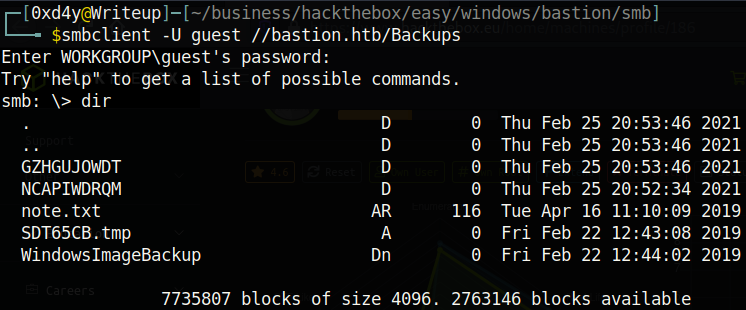 ┌─[0xd4y@Writeup]─[~/business/hackthebox/easy/windows/bastion/smb]
└──╼ $smbclient -U guest //bastion.htb/Backups
Enter WORKGROUP\guest's password:
Try "help" to get a list of possible commands.
smb: \> dir
. D 0 Thu Feb 25 20:53:46 2021
.. D 0 Thu Feb 25 20:53:46 2021
GZHGUJOWDT D 0 Thu Feb 25 20:53:46 2021
NCAPIWDRQM D 0 Thu Feb 25 20:52:34 2021
note.txt AR 116 Tue Apr 16 11:10:09 2019
SDT65CB.tmp A 0 Fri Feb 22 12:43:08 2019
WindowsImageBackup Dn 0 Fri Feb 22 12:44:02 2019
7735807 blocks of size 4096. 2763146 blocks available
Support
4.6
Reset
Careers